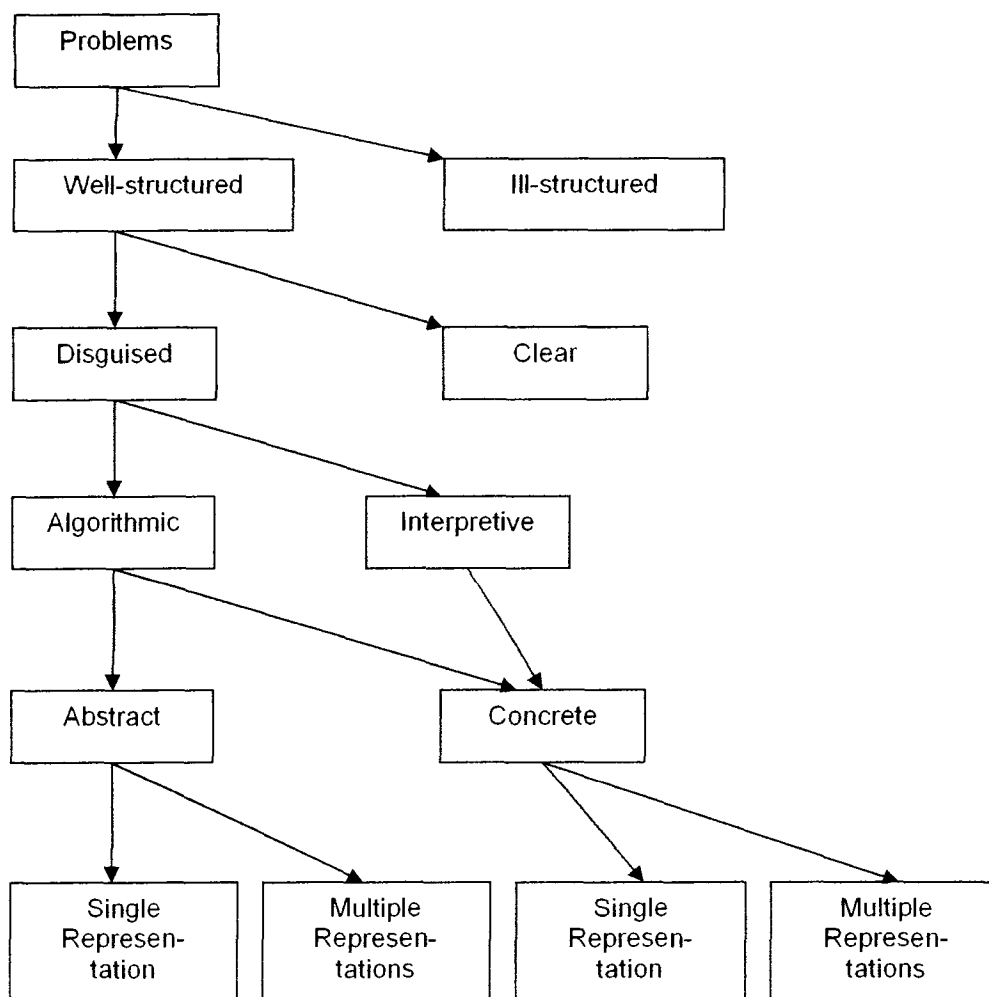 Problems
Well-structured
Ill-structured
Disguised
Clear
Algorithmic
Interpretive
Abstract
Concrete
Single
Represen-
tation
Multiple
Represen-
tations
Single
Represen-
tation
Multiple
Represen-
tations